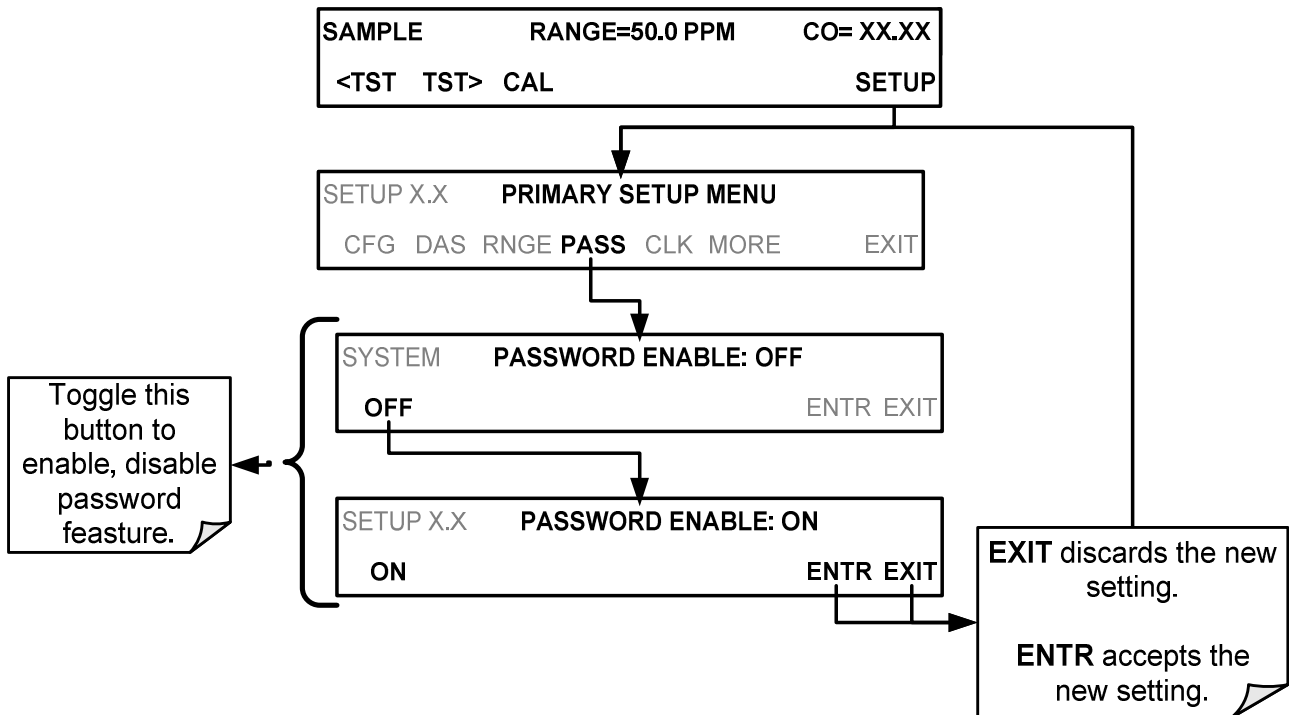 SAMPLE RANGE=50.0 PPM CO= XX.XX
<TST TST> CAL SETUP
SETUP X.X PRIMARY SETUP MENU
CFG DAS RNGE PASS CLK MORE EXIT
SYSTEM PASSWORD ENABLE: OFF
OFF ENTR EXIT
Toggle this
button to
enable, disable
password
feasture.
SETUP X.X PASSWORD ENABLE: ON
ON ENTR EXIT
EXIT discards the new
setting.
ENTR accepts the
new setting.